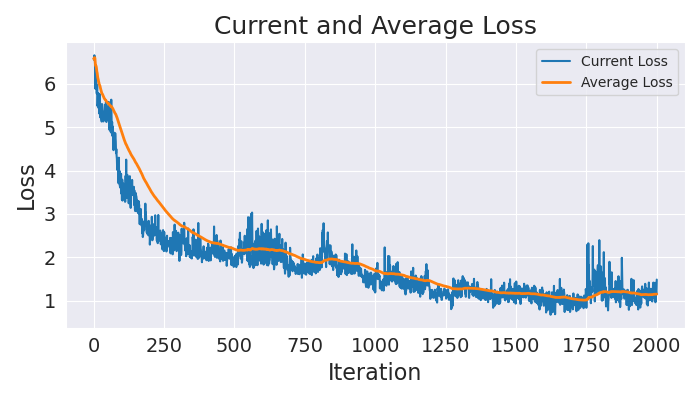 Current and Average Loss
Current Loss
Average Loss
Loss
6
5
4
3
2
1
0 250 500 750 1000 1250 1500 1750 2000
Iteration